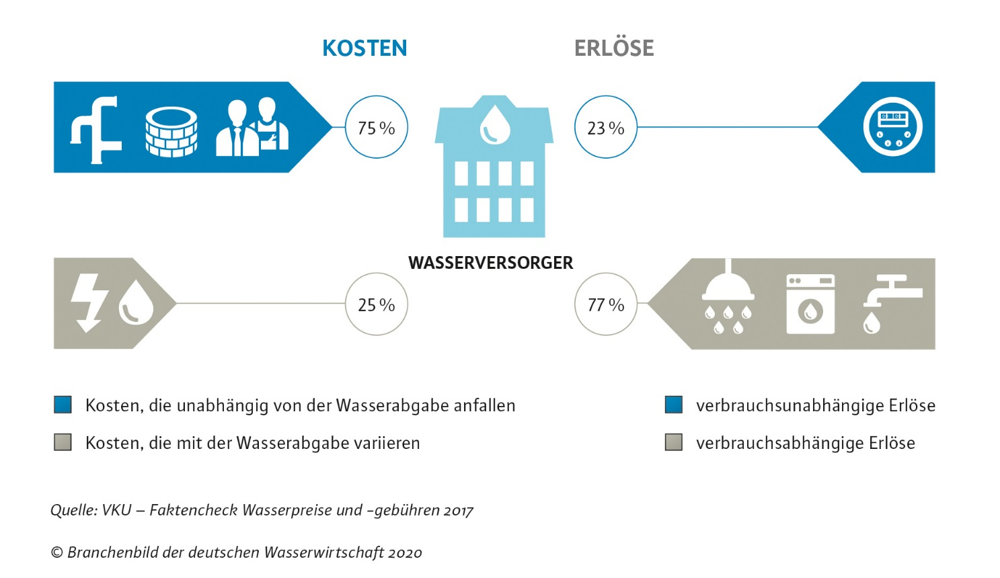 KOSTEN
ERLÖSE
75 %
23 %
WASSERVERSORGER
25 %
77 %
Kosten, die unabhängig von der Wasserabgabe anfallen
Kosten, die mit der Wasserabgabe variieren
verbrauchsunabhängige Erlöse
verbrauchsabhängige Erlöse
Quelle: VKU – Faktencheck Wasserpreise und –gebühren 2017
© Branchenbild der deutschen Wasserwirtschaft 2020